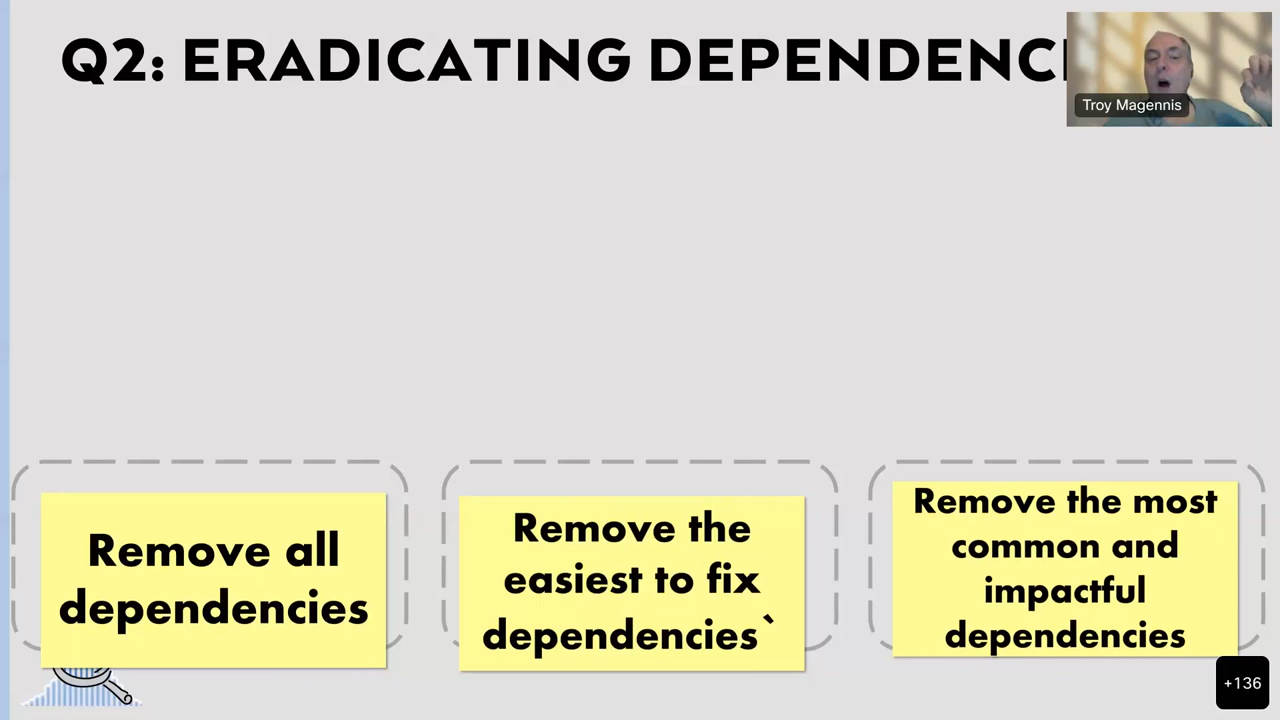 Q2: ERADICATING DEPENDENC
Troy Magennis
Remove all
dependencies
Remove the
easiest to fix
dependencies`
Remove the most
common and
impactful
dependencies
+136